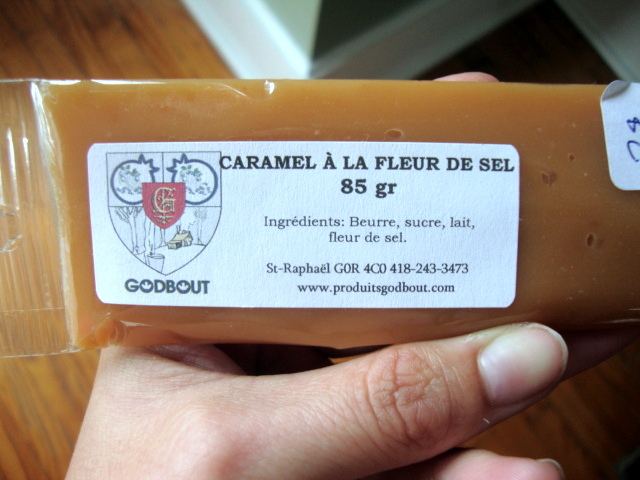 CARAMEL À LA FLEUR DE SEL
85 gr
Ingrédients: Beurre, sucre, lait,
fleur de sel.
St-Raphaël G0R 4C0 418-243-3473
www.produitsgodbout.com
G
GODBOUT